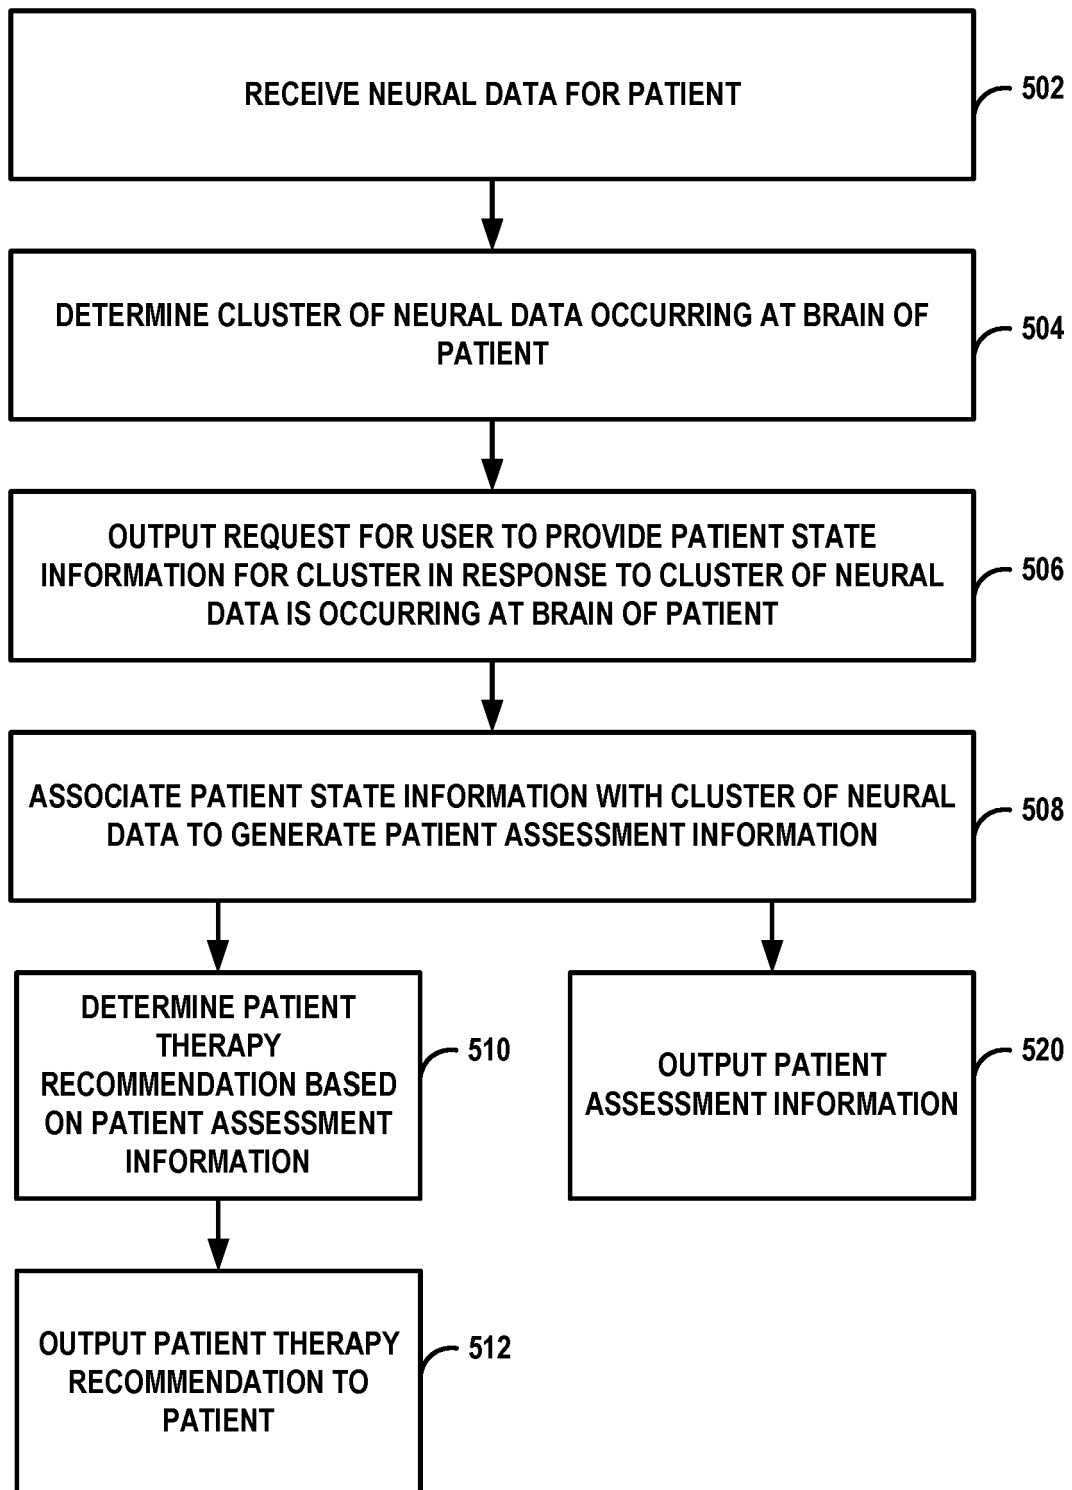 RECEIVE NEURAL DATA FOR PATIENT
502
DETERMINE CLUSTER OF NEURAL DATA OCCURRING AT BRAIN OF
PATIENT
504
OUTPUT REQUEST FOR USER TO PROVIDE PATIENT STATE
INFORMATION FOR CLUSTER IN RESPONSE TO CLUSTER OF NEURAL
DATA IS OCCURRING AT BRAIN OF PATIENT
506
ASSOCIATE PATIENT STATE INFORMATION WITH CLUSTER OF NEURAL
DATA TO GENERATE PATIENT ASSESSMENT INFORMATION
508
DETERMINE PATIENT
THERAPY
RECOMMENDATION BASED
ON PATIENT ASSESSMENT
INFORMATION
510
OUTPUT PATIENT
ASSESSMENT INFORMATION
520
OUTPUT PATIENT THERAPY
RECOMMENDATION TO
PATIENT
512